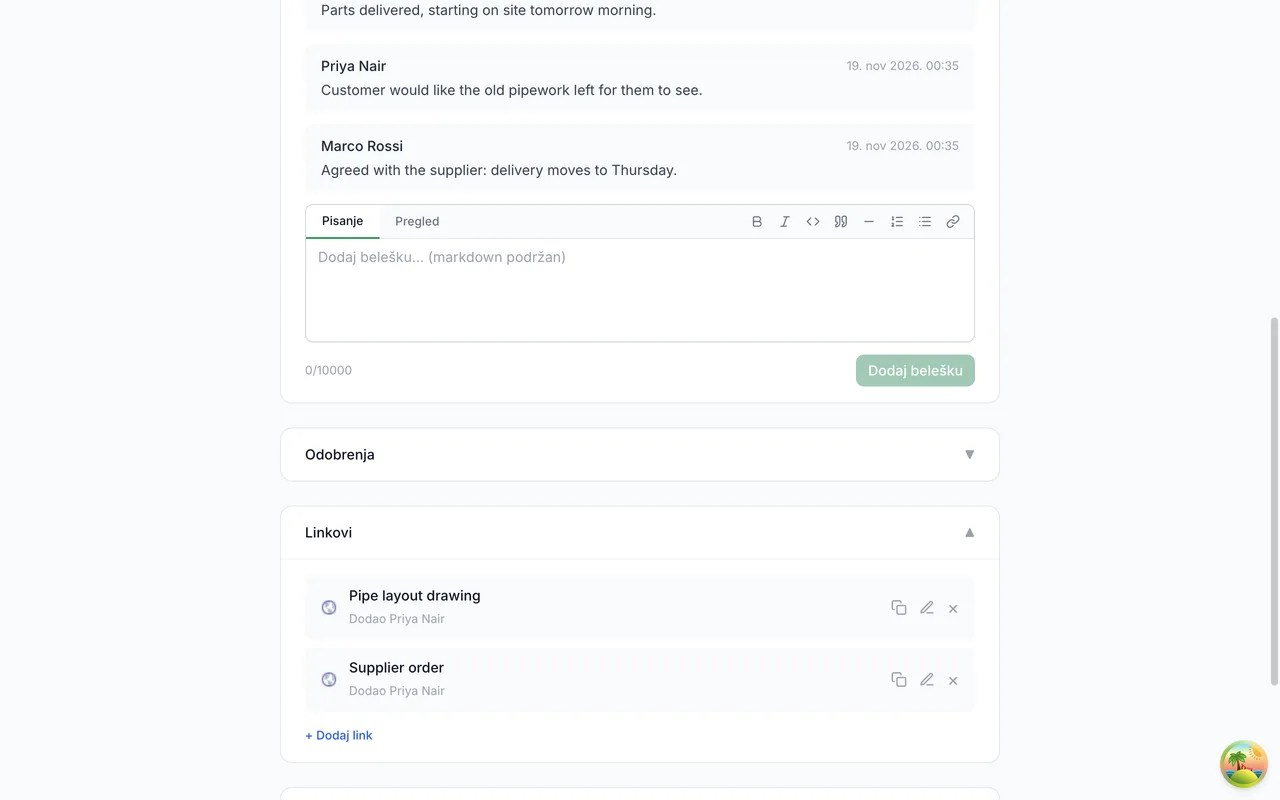 Parts delivered, starting on site tomorrow morning.
Priya Nair 19. nov 2026. 00:35
Customer would like the old pipework left for them to see.
Marco Rossi 19. nov 2026. 00:35
Agreed with the supplier: delivery moves to Thursday.
Pisanje Pregled
Dodaj belešku... (markdown podržan)
0/10000 Dodaj belešku
Odobrenja
Linkovi
Pipe layout drawing
Dodao Priya Nair
Supplier order
Dodao Priya Nair
+ Dodaj link